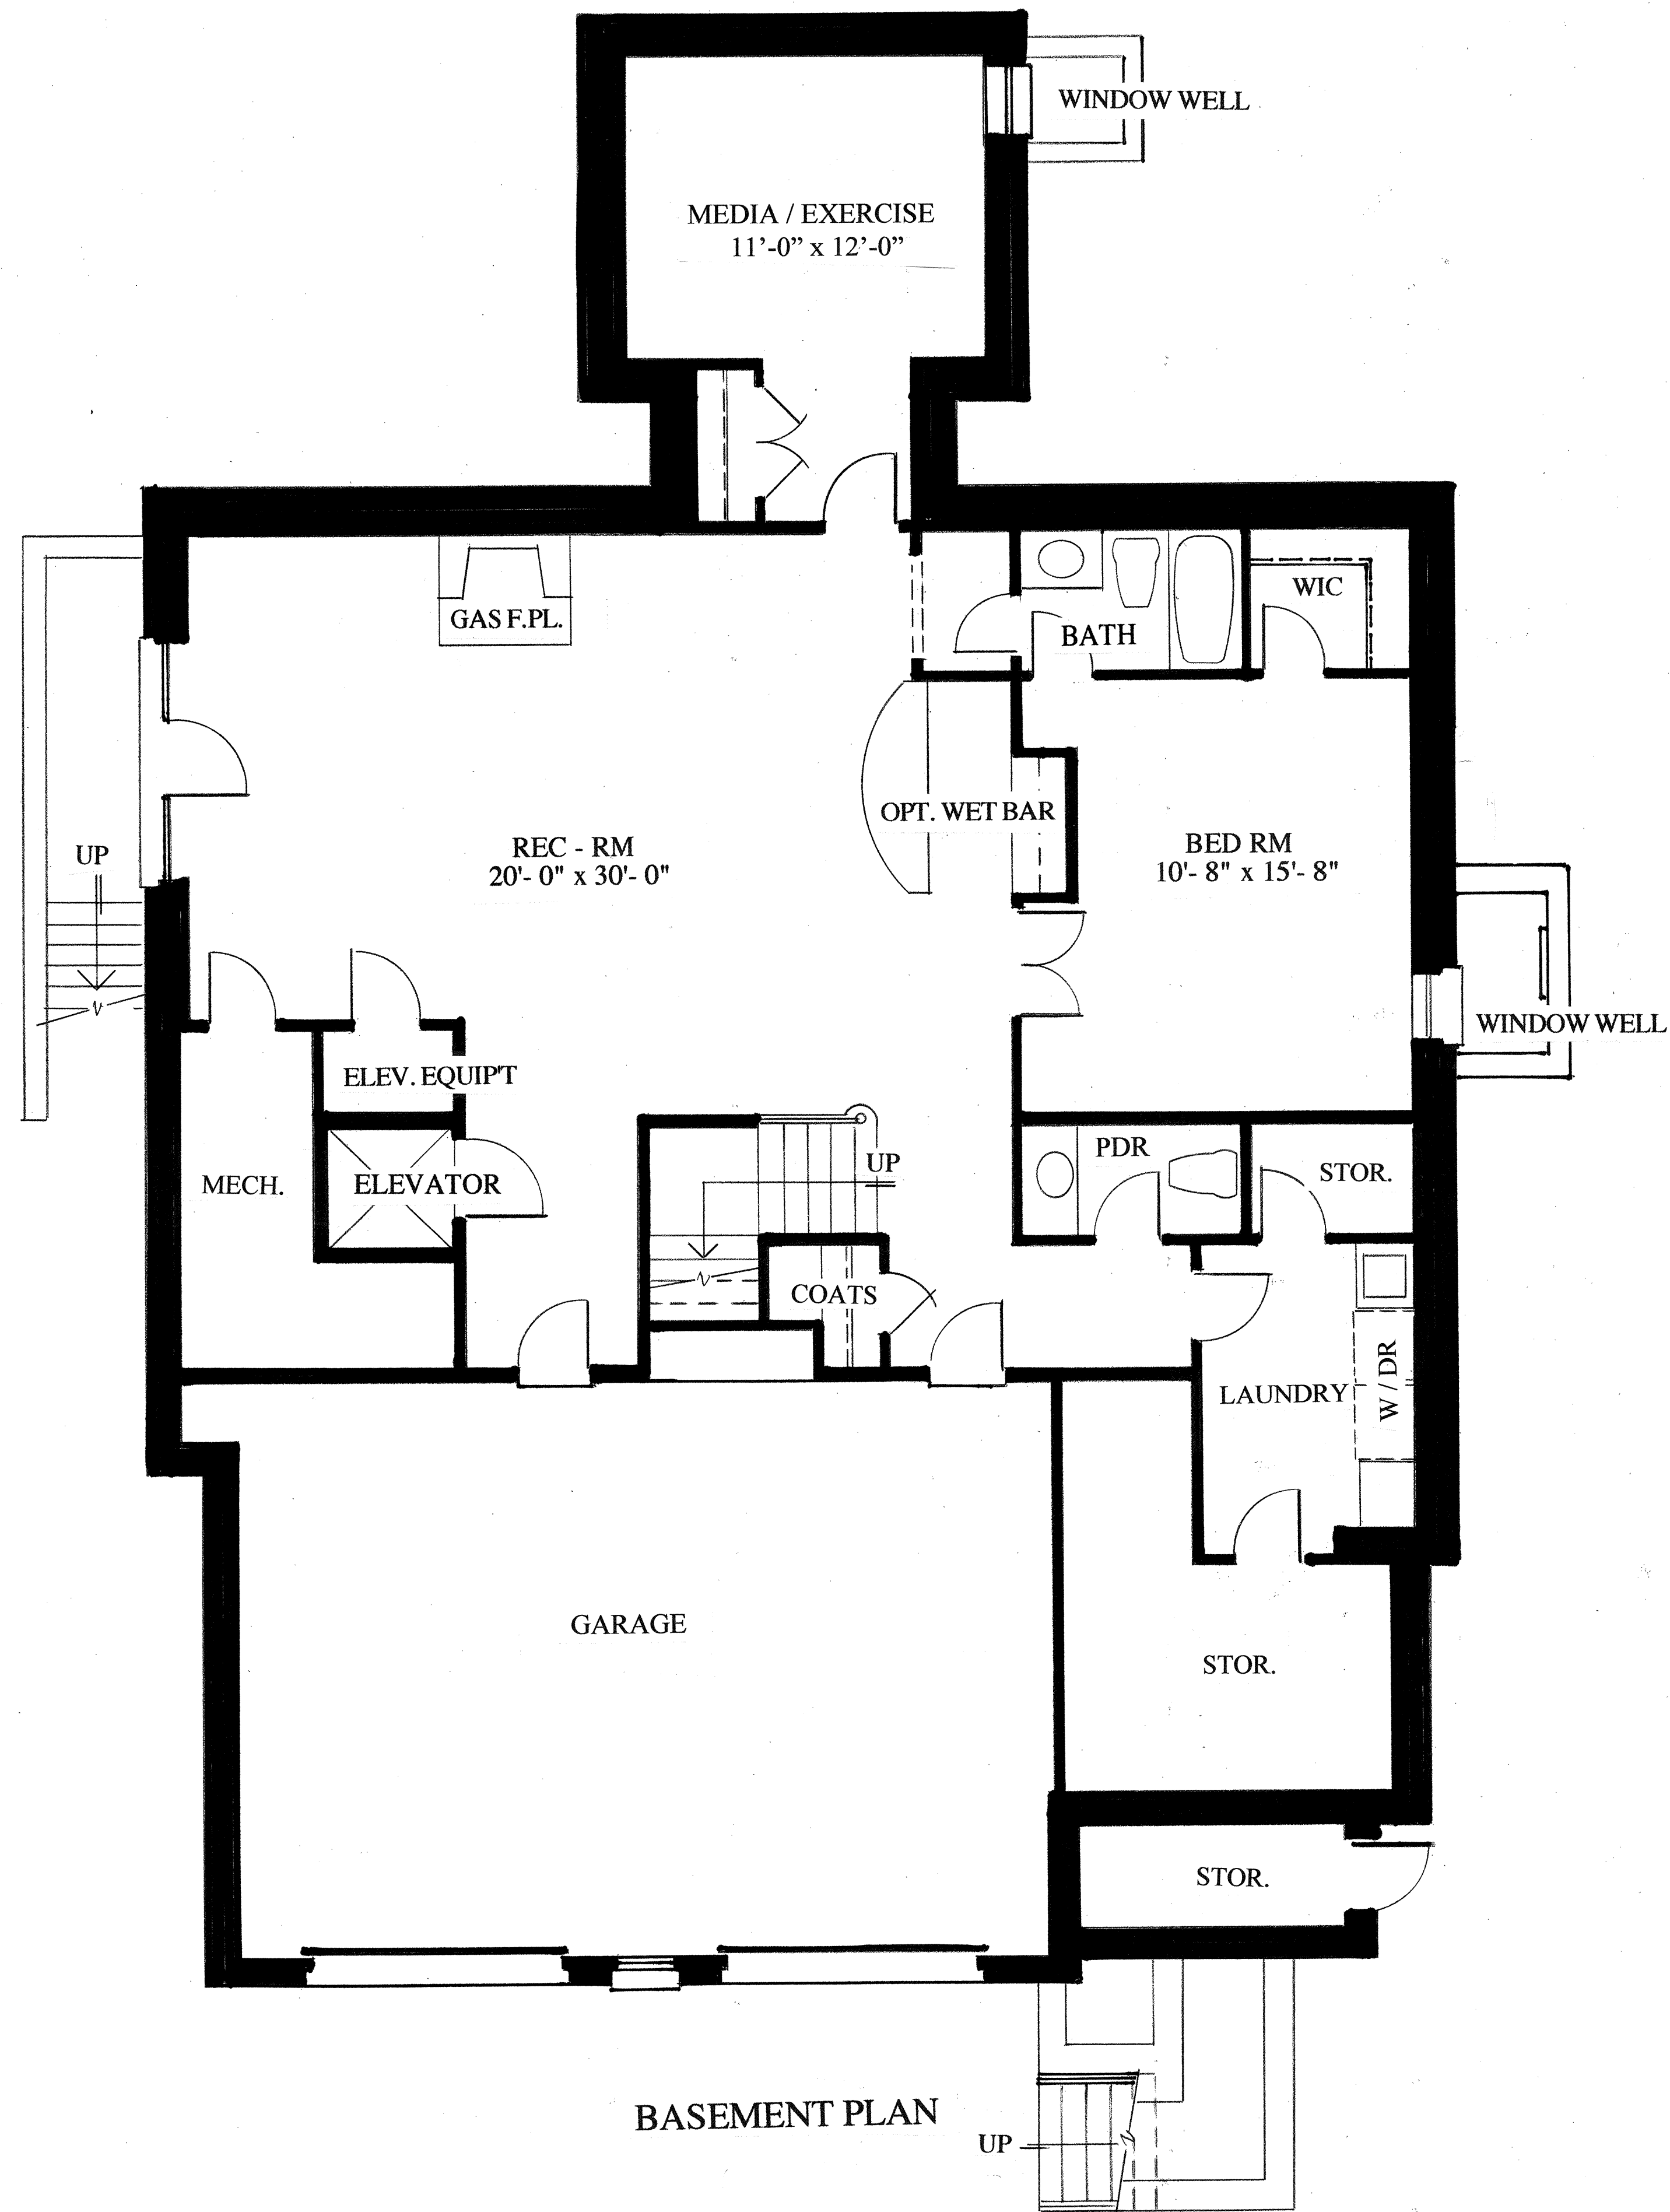 WINDOW WELL
MEDIA / EXERCISE
11’-0” x 12’-0”
GAS F.PL.
BATH
WIC
OPT. WET BAR
REC - RM
20'- 0" x 30'- 0"
BED RM
10'- 8" x 15'- 8"
UP
WINDOW WELL
ELEV. EQUIP'T
MECH.
ELEVATOR
UP
PDR
STOR.
COATS
LAUNDRY
W / DR
GARAGE
STOR.
STOR.
BASEMENT PLAN
UP